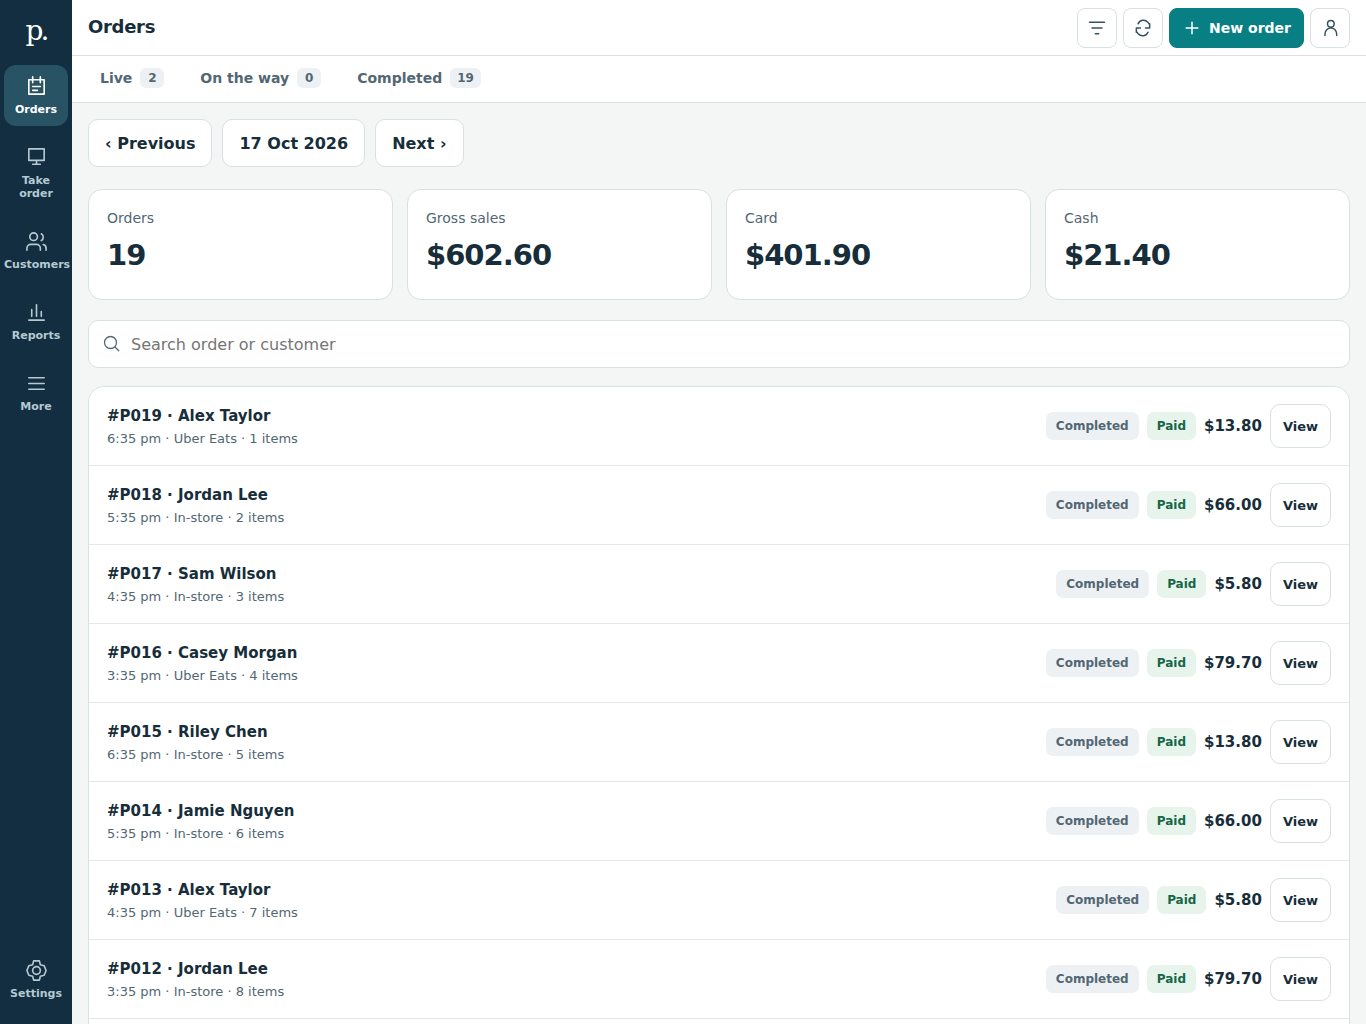 p.
Orders
Take
order
Customers
Reports
More
Settings
Orders
+ New order
Live 2
On the way 0
Completed 19
‹ Previous
17 Oct 2026
Next ›
Orders
19
Gross sales
$602.60
Card
$401.90
Cash
$21.40
Search order or customer
#P019 · Alex Taylor
6:35 pm · Uber Eats · 1 items
Completed Paid $13.80 View
#P018 · Jordan Lee
5:35 pm · In-store · 2 items
Completed Paid $66.00 View
#P017 · Sam Wilson
4:35 pm · In-store · 3 items
Completed Paid $5.80 View
#P016 · Casey Morgan
3:35 pm · Uber Eats · 4 items
Completed Paid $79.70 View
#P015 · Riley Chen
6:35 pm · In-store · 5 items
Completed Paid $13.80 View
#P014 · Jamie Nguyen
5:35 pm · In-store · 6 items
Completed Paid $66.00 View
#P013 · Alex Taylor
4:35 pm · Uber Eats · 7 items
Completed Paid $5.80 View
#P012 · Jordan Lee
3:35 pm · In-store · 8 items
Completed Paid $79.70 View